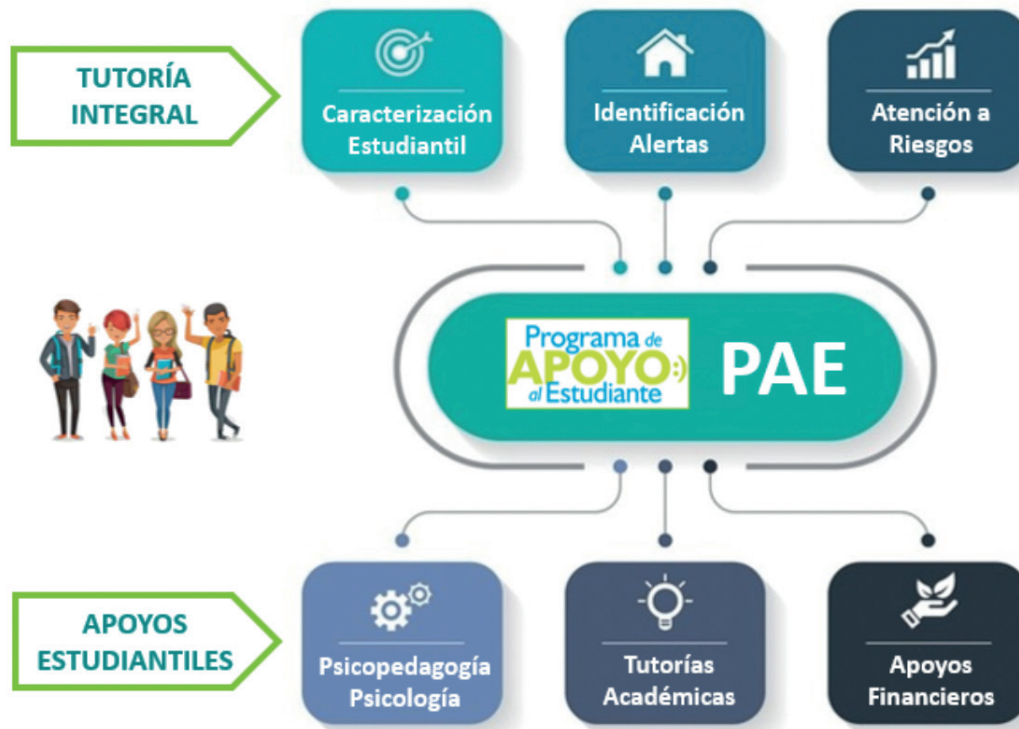 TUTORÍA
INTEGRAL
Caracterización
Estudiantil
Identificación
Alertas
Atención a
Riesgos
Programa de
APOYO:)
al Estudiante
PAE
APOYOS
ESTUDIANTILES
Psicopedagogía
Psicología
Tutorías
Académicas
Apoyos
Financieros